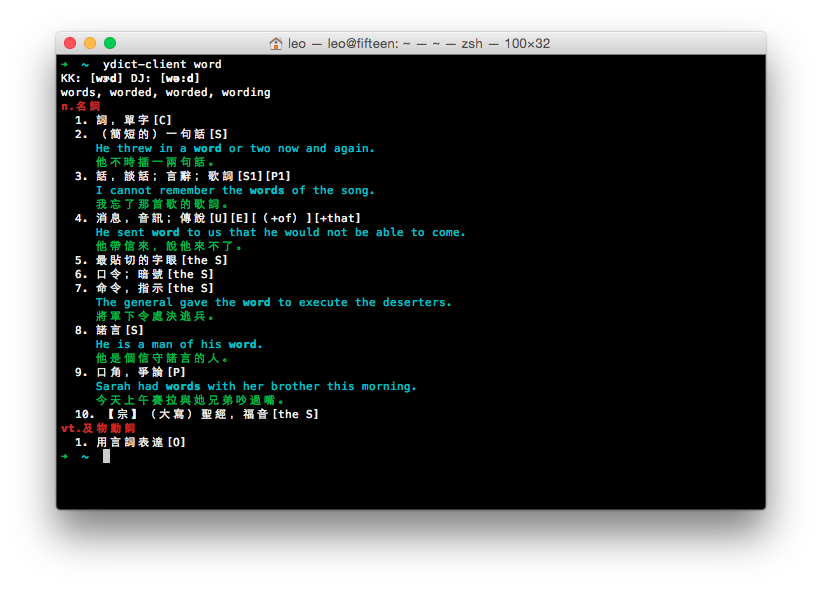 leo — leo@fifteen: ~ — ~ — zsh — 100×32
➜ ~ ydict-client word
KK: [wɝd] DJ: [wə:d]
words, worded, worded, wording
n.名詞
1. 詞, 單字[C]
2. (簡短的)一句話[S]
He threw in a word or two now and again.
他不時插一兩句話。
3. 話, 談話; 言辭; 歌詞[S1][P1]
I cannot remember the words of the song.
我忘了那首歌的歌詞。
4. 消息, 音訊; 傳說[U][E][(+of)][+that]
He sent word to us that he would not be able to come.
他帶信來, 說他來不了。
5. 最貼切的字眼[the S]
6. 口令; 暗號[the S]
7. 命令, 指示[the S]
The general gave the word to execute the deserters.
將軍下令處決逃兵。
8. 諾言[S]
He is a man of his word.
他是個信守諾言的人。
9. 口角, 爭論[P]
Sarah had words with her brother this morning.
今天上午賽拉與她兄弟吵過嘴。
10. 【宗】(大寫)聖經, 福音[the S]
vt.及物動詞
1. 用言詞表達[O]
➜ ~